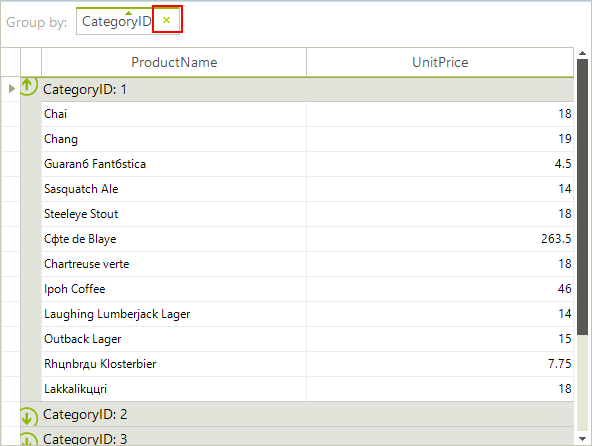 Group by: CategoryID ×
ProductName UnitPrice
CategoryID: 1
Chai 18
Chang 19
Guaranб Fantбstica 4.5
Sasquatch Ale 14
Steeleye Stout 18
Cфte de Blaye 263.5
Chartreuse verte 18
Ipoh Coffee 46
Laughing Lumberjack Lager 14
Outback Lager 15
Rhцnbrдu Klosterbier 7.75
Lakkalikццri 18
CategoryID: 2
CategoryID: 3